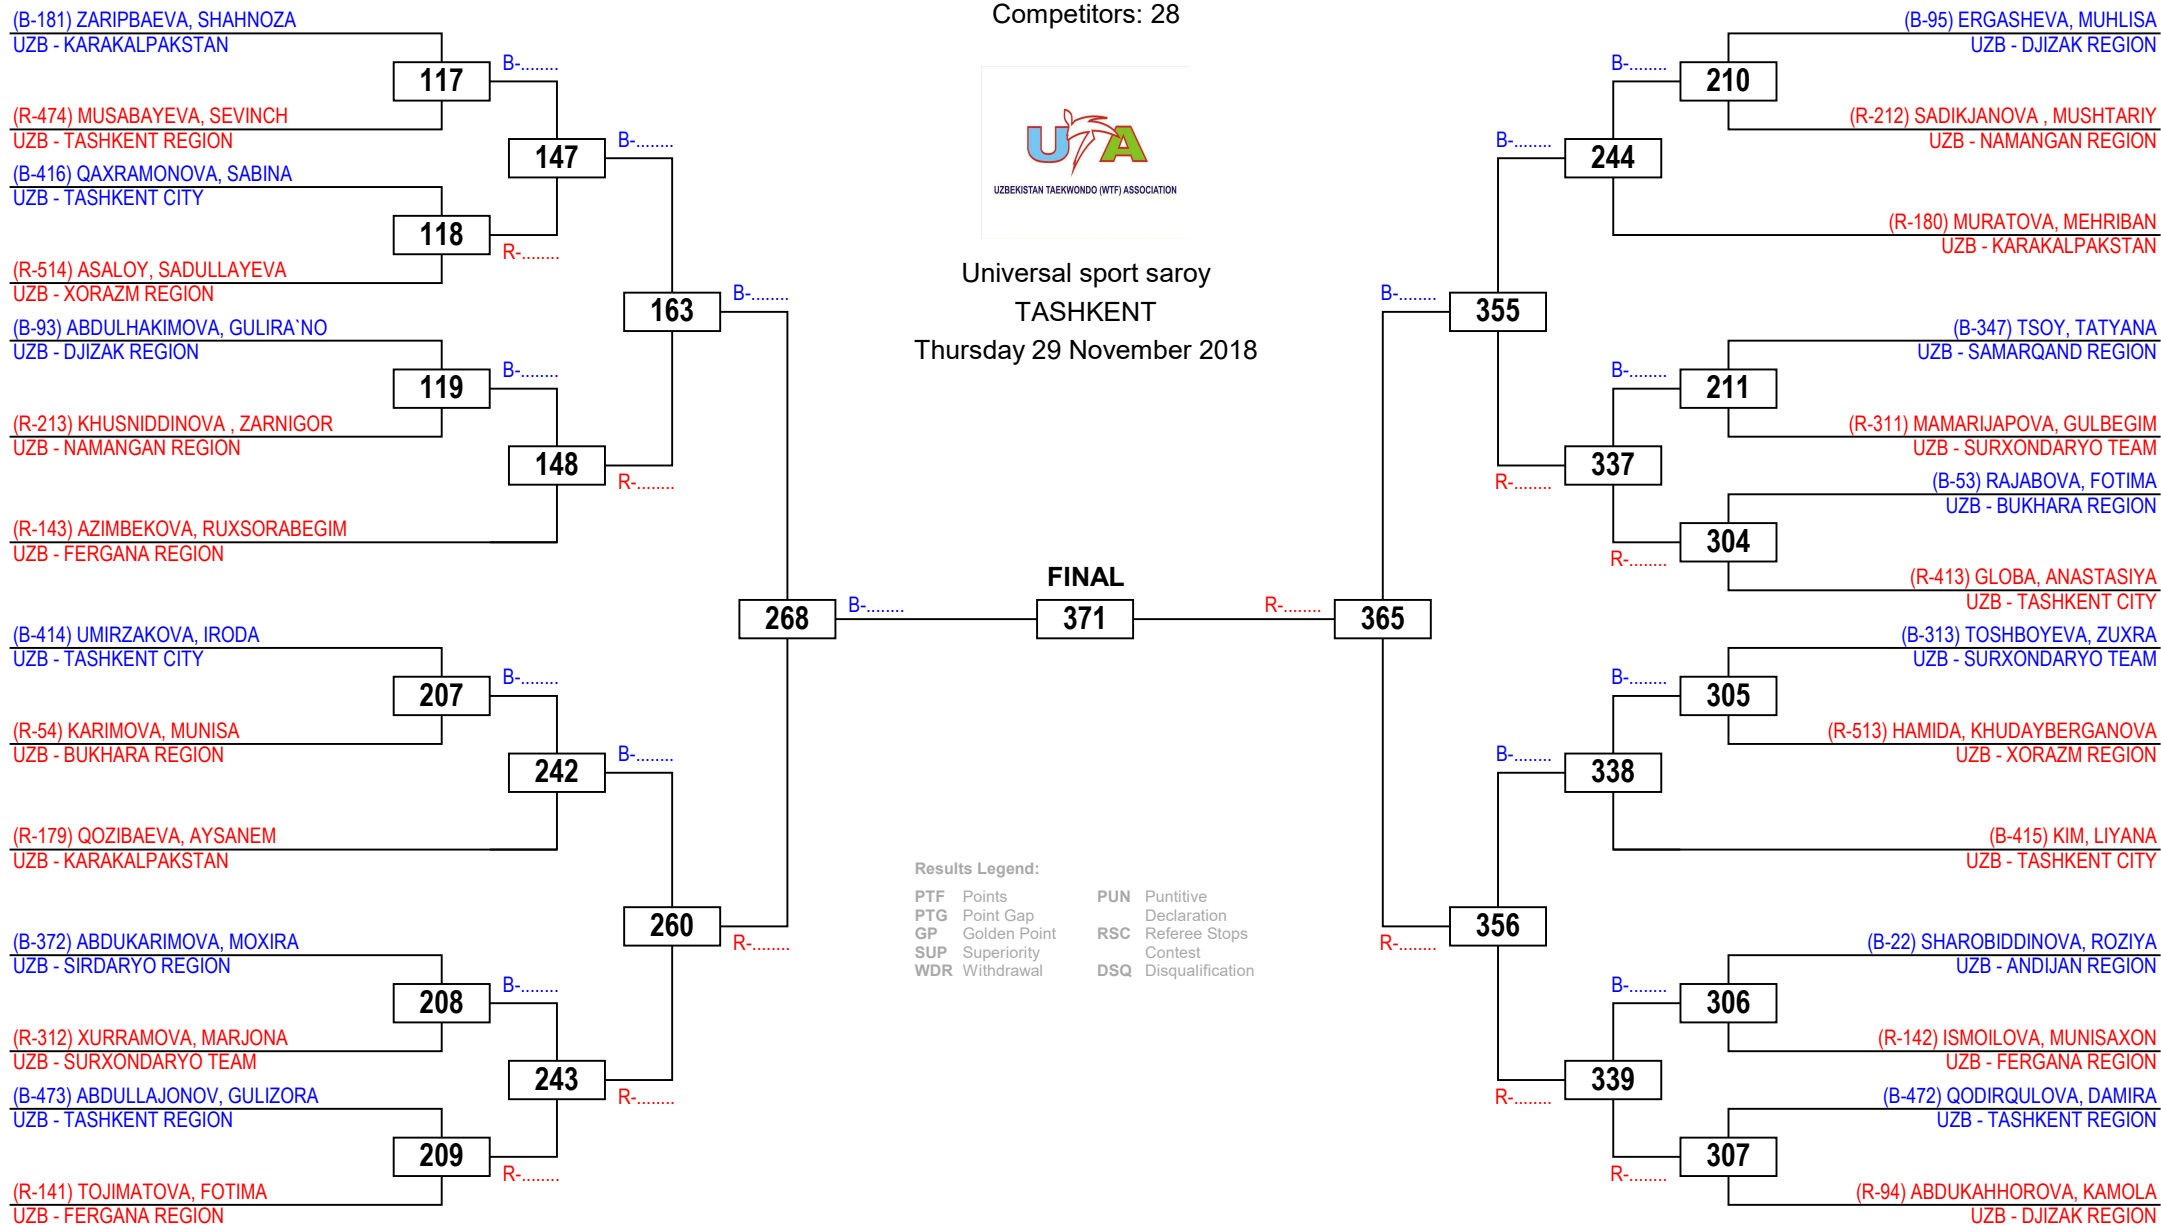 Competitors: 28
UTA
UZBEKISTAN TAEKWONDO (WTF) ASSOCIATION
Universal sport saroy
TASHKENT
Thursday 29 November 2018
(B-181) ZARIPBAEVA, SHAHNOZA
UZB - KARAKALPAKSTAN
117
B-........
(R-474) MUSABAYEVA, SEVINCH
UZB - TASHKENT REGION
147
B-........
(B-416) QAXRAMONOVA, SABINA
UZB - TASHKENT CITY
118
R-........
(R-514) ASALOY, SADULLAYEVA
UZB - XORAZM REGION
163
B-........
(B-93) ABDULHAKIMOVA, GULIRA`NO
UZB - DJIZAK REGION
119
B-........
(R-213) KHUSNIDDINOVA , ZARNIGOR
UZB - NAMANGAN REGION
148
R-........
(R-143) AZIMBEKOVA, RUXSORABEGIM
UZB - FERGANA REGION
268
B-........
(B-414) UMIRZAKOVA, IRODA
UZB - TASHKENT CITY
207
B-........
(R-54) KARIMOVA, MUNISA
UZB - BUKHARA REGION
242
B-........
(R-179) QOZIBAEVA, AYSANEM
UZB - KARAKALPAKSTAN
260
R-........
(B-372) ABDUKARIMOVA, MOXIRA
UZB - SIRDARYO REGION
208
B-........
(R-312) XURRAMOVA, MARJONA
UZB - SURXONDARYO TEAM
243
R-........
(B-473) ABDULLAJONOV, GULIZORA
UZB - TASHKENT REGION
209
R-........
(R-141) TOJIMATOVA, FOTIMA
UZB - FERGANA REGION
FINAL
371
Results Legend:
PTF Points
PTG Point Gap
GP Golden Point
SUP Superiority
WDR Withdrawal
PUN Puntitive
Declaration
RSC Referee Stops
Contest
DSQ Disqualification
(B-95) ERGASHEVA, MUHLISA
UZB - DJIZAK REGION
B-........
210
(R-212) SADIKJANOVA , MUSHTARIY
UZB - NAMANGAN REGION
B-........
244
(R-180) MURATOVA, MEHRIBAN
UZB - KARAKALPAKSTAN
B-........
355
(B-347) TSOY, TATYANA
UZB - SAMARQAND REGION
B-........
211
(R-311) MAMARIJAPOVA, GULBEGIM
UZB - SURXONDARYO TEAM
R-........
337
(B-53) RAJABOVA, FOTIMA
UZB - BUKHARA REGION
R-........
304
(R-413) GLOBA, ANASTASIYA
UZB - TASHKENT CITY
R-........
365
(B-313) TOSHBOYEVA, ZUXRA
UZB - SURXONDARYO TEAM
B-........
305
(R-513) HAMIDA, KHUDAYBERGANOVA
UZB - XORAZM REGION
B-........
338
(B-415) KIM, LIYANA
UZB - TASHKENT CITY
R-........
356
(B-22) SHAROBIDDINOVA, ROZIYA
UZB - ANDIJAN REGION
B-........
306
(R-142) ISMOILOVA, MUNISAXON
UZB - FERGANA REGION
R-........
339
(B-472) QODIRQULOVA, DAMIRA
UZB - TASHKENT REGION
R-........
307
(R-94) ABDUKAHHOROVA, KAMOLA
UZB - DJIZAK REGION